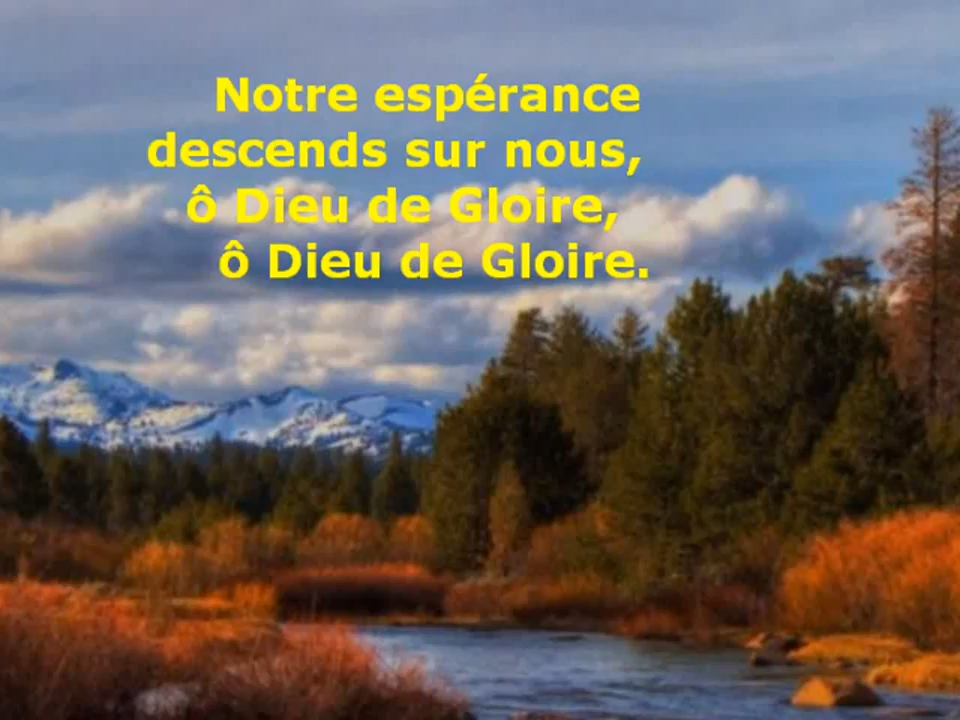 Notre espérance
descends sur nous,
ô Dieu de Gloire,
ô Dieu de Gloire.